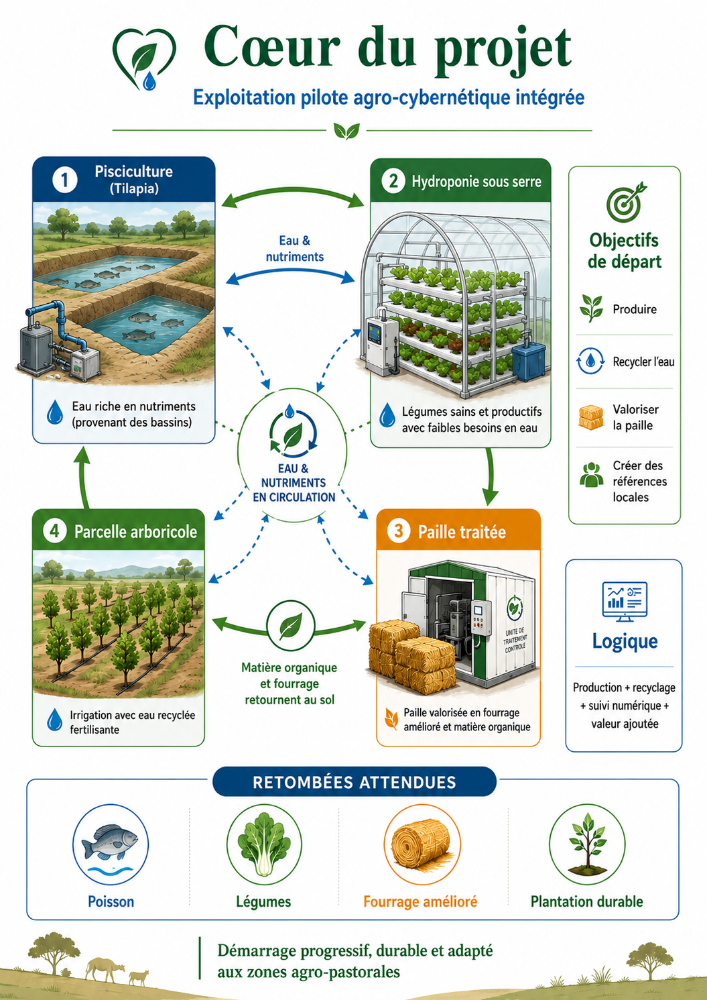 Cœur du projet
Exploitation pilote agro-cybernétique intégrée
1
Pisciculture
(Tilapia)
Eau riche en nutriments
(provenant des bassins)
Eau &
nutriments
2
Hydroponie sous serre
Légumes sains et productifs
avec faibles besoins en eau
EAU &
NUTRIMENTS
EN CIRCULATION
4
Parcelle arboricole
Irrigation avec eau recyclée
fertilisante
Matière organique
et fourrage
retournent au sol
3
Paille traitée
UNITE DE
TRAITEMENT
CONTROLÉ
Paille valorisée en fourrage
amélioré et matière organique
Objectifs
de départ
Produire
Recycler l'eau
Valoriser
la paille
Créer des
références
locales
Logique
Production + recyclage
+ suivi numérique +
valeur ajoutée
RETOMBÉES ATTENDUES
Poisson
Légumes
Fourrage amélioré
Plantation durable
Démarrage progressif, durable et adapté
aux zones agro-pastorales